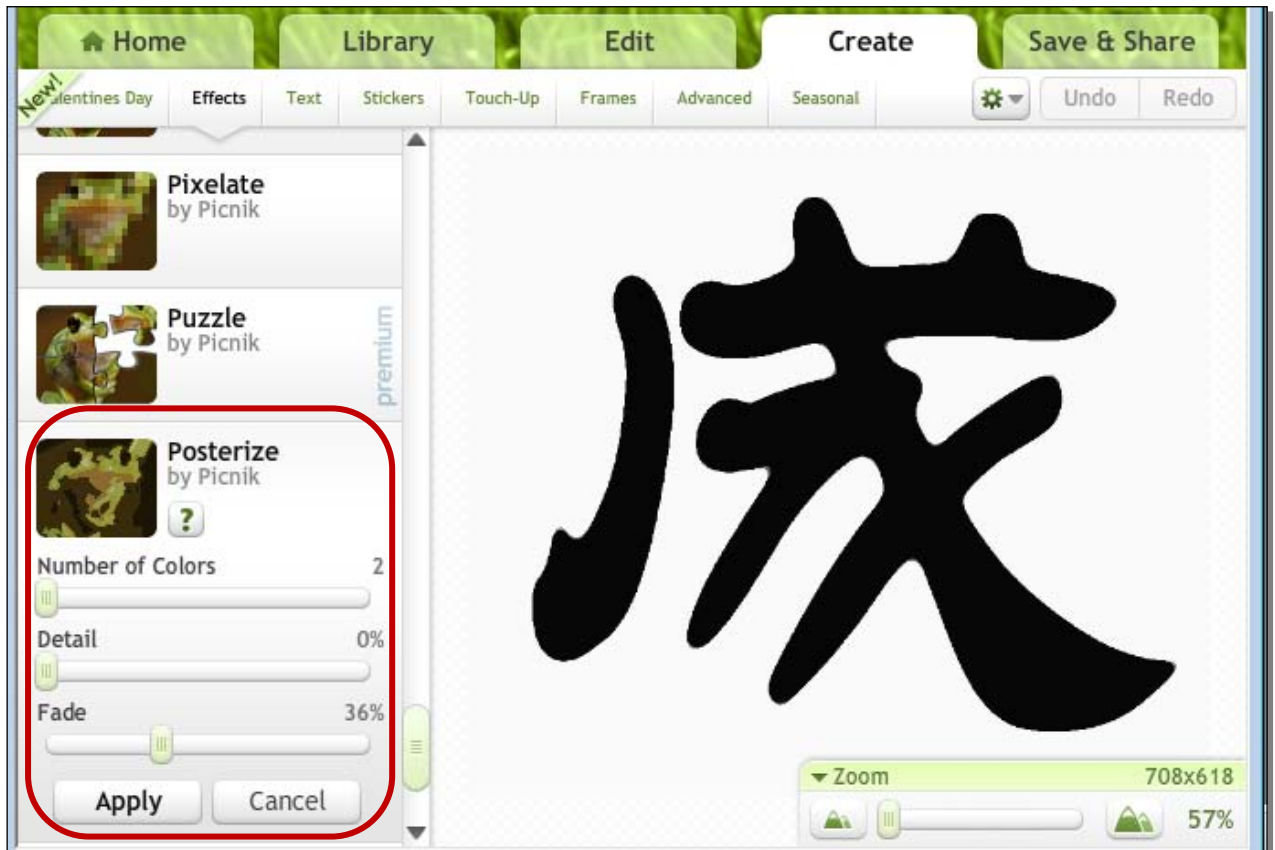 Home Library Edit Create Save & Share
New!
alentines Day Effects Text Stickers Touch-Up Frames Advanced Seasonal Undo Redo
Pixelate
by Picnik
Puzzle
by Picnik
premium
Posterize
by Picnik
?
Number of Colors 2
Detail 0%
Fade 36%
Apply Cancel
Zoom 708x618
57%